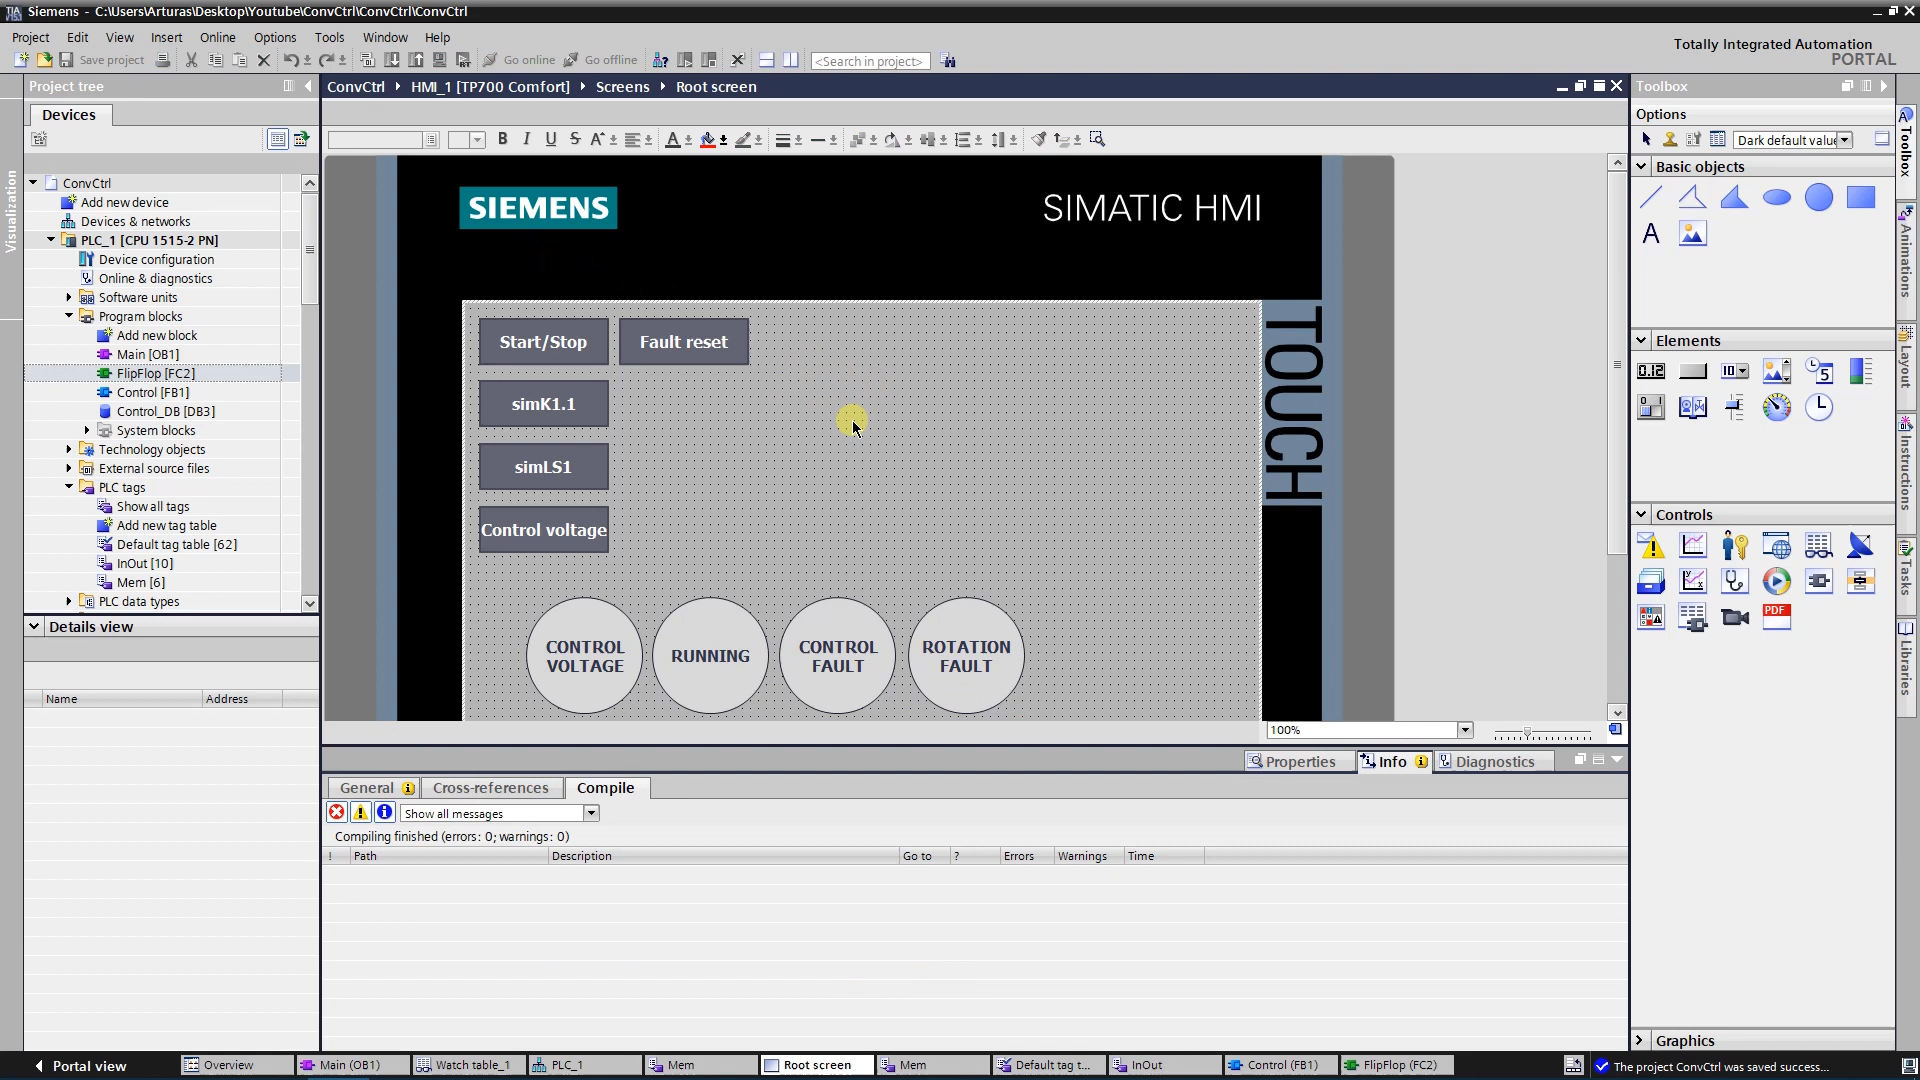 Siemens - C:\Users\Arturas\Desktop\Youtube\ConvCtrl\ConvCtrl\ConvCtrl
Project Edit View Insert Online Options Tools Window Help
Totally Integrated Automation
PORTAL
Save project
Go online
Go offline
<Search in project>
Project tree
ConvCtrl
HMI_1 [TP700 Comfort]
Screens
Root screen
Toolbox
Devices
Options
Dark default value
Visualization
ConvCtrl
Add new device
Devices & networks
PLC_1 [CPU 1515-2 PN]
Device configuration
Online & diagnostics
Software units
Program blocks
Add new block
Main [OB1]
FlipFlop [FC2]
Control [FB1]
Control_DB [DB3]
System blocks
Technology objects
External source files
PLC tags
Show all tags
Add new tag table
Default tag table [62]
InOut [10]
Mem [6]
PLC data types
Details view
Name
Address
SIEMENS
SIMATIC HMI
TOUCH
Start/Stop
Fault reset
simK1.1
simLS1
Control voltage
CONTROL
VOLTAGE
RUNNING
CONTROL
FAULT
ROTATION
FAULT
100%
Basic objects
Elements
Controls
Graphics
Toolbox
Animations
Layout
Instructions
Tasks
Libraries
Properties
Info
Diagnostics
General
Cross-references
Compile
Show all messages
Compiling finished (errors: 0; warnings: 0)
! Path Description Go to ? Errors Warnings Time
Portal view
Overview
Main (OB1)
Watch table_1
PLC_1
Mem
Root screen
Mem
Default tag t...
InOut
Control (FB1)
FlipFlop (FC2)
The project ConvCtrl was saved success...